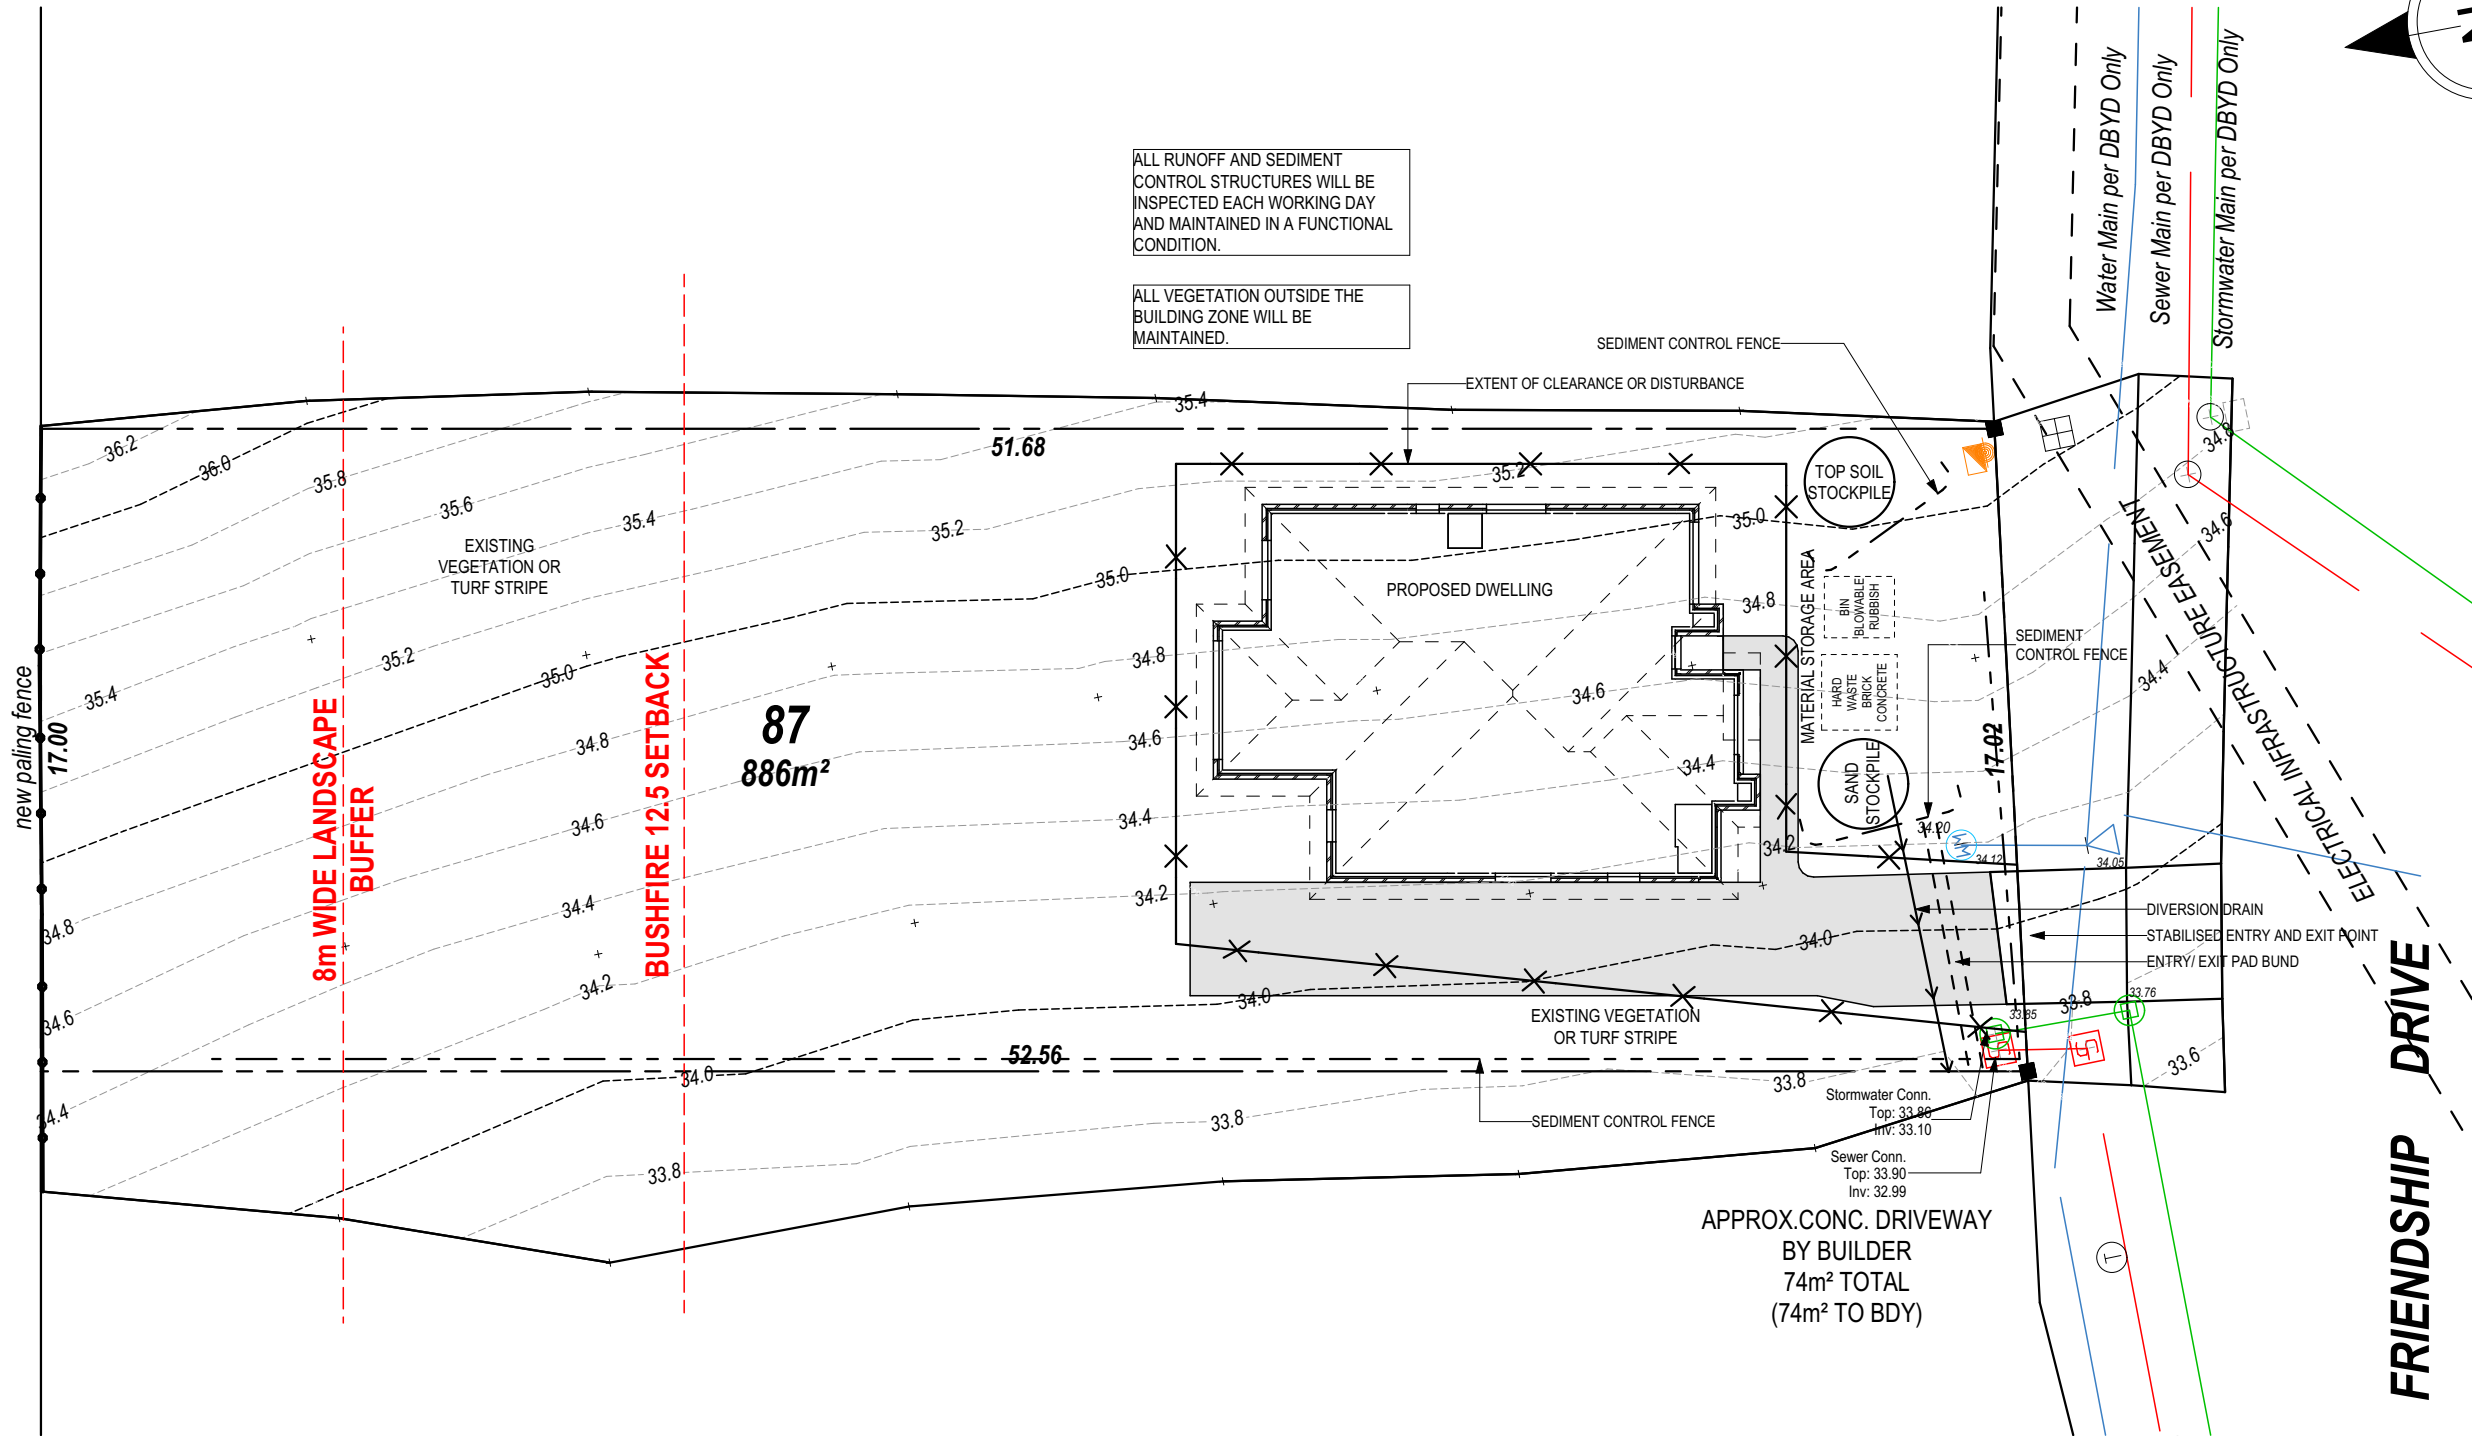 ALL RUNOFF AND SEDIMENT
CONTROL STRUCTURES WILL BE
INSPECTED EACH WORKING DAY
AND MAINTAINED IN A FUNCTIONAL
CONDITION.
ALL VEGETATION OUTSIDE THE
BUILDING ZONE WILL BE
MAINTAINED.
Water Main per DBYD Only
Sewer Main per DBYD Only
Stormwater Main per DBYD Only
SEDIMENT CONTROL FENCE
EXTENT OF CLEARANCE OR DISTURBANCE
35.4
36.2
36.0
35.8
35.6
35.4
35.2
51.68
35.2
35.0
TOP SOIL
STOCKPILE
34.8
34.6
EXISTING
VEGETATION OR
TURF STRIPE
35.0
PROPOSED DWELLING
34.8
MATERIAL STORAGE AREA
BIN
BLOWABLE
RUBBISH
HARD
WASTE
BRICK
CONCRETE
SEDIMENT
CONTROL FENCE
ELECTRICAL INFRASTRUCTURE EASEMENT
34.4
35.4
35.2
35.0
34.8
34.8
34.6
34.6
34.4
34.4
34.2
new paling fence
17.00
8m WIDE LANDSCAPE
BUFFER
BUSHFIRE 12.5 SETBACK
87
886m²
17.02
SAND
STOCKPILE
34.20
34.12
34.05
34.6
34.4
34.2
34.2
34.8
34.6
34.4
34.0
34.0
34.0
DIVERSION DRAIN
STABILISED ENTRY AND EXIT POINT
ENTRY/ EXIT PAD BUND
33.76
33.8
33.85
33.6
EXISTING VEGETATION
OR TURF STRIPE
52.56
33.8
33.8
33.8
SEDIMENT CONTROL FENCE
Stormwater Conn.
Top: 33.86
Inv: 33.10
Sewer Conn.
Top: 33.90
Inv: 32.99
APPROX.CONC. DRIVEWAY
BY BUILDER
74m² TOTAL
(74m² TO BDY)
FRIENDSHIP DRIVE